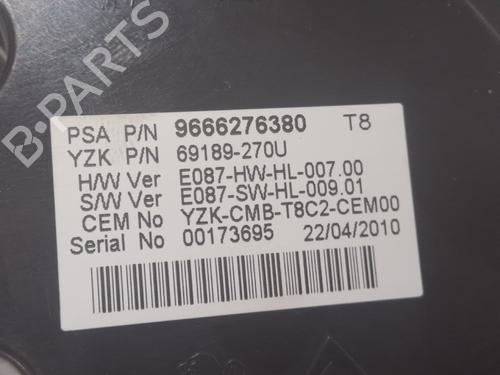 B-PARTS
PSA P/N 9666276380 T8
YZK P/N 69189-270U
H/W Ver E087-HW-HL-007.00
S/W Ver E087-SW-HL-009.01
CEM No YZK-CMB-T8C2-CEM00
Serial No 00173695 22/04/2010